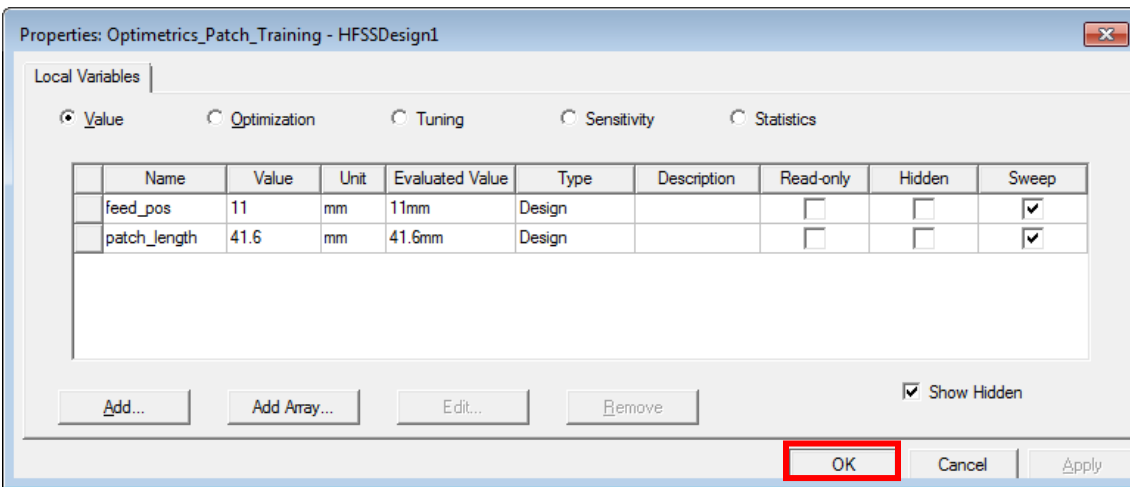 Properties: Optimetrics_Patch_Training - HFSSDesign1
Local Variables
Value Optimization Tuning Sensitivity Statistics
Name Value Unit Evaluated Value Type Description Read-only Hidden Sweep
feed_pos 11 mm 11mm Design
patch_length 41.6 mm 41.6mm Design
Show Hidden
Add... Add Array... Edit... Remove
OK Cancel Apply